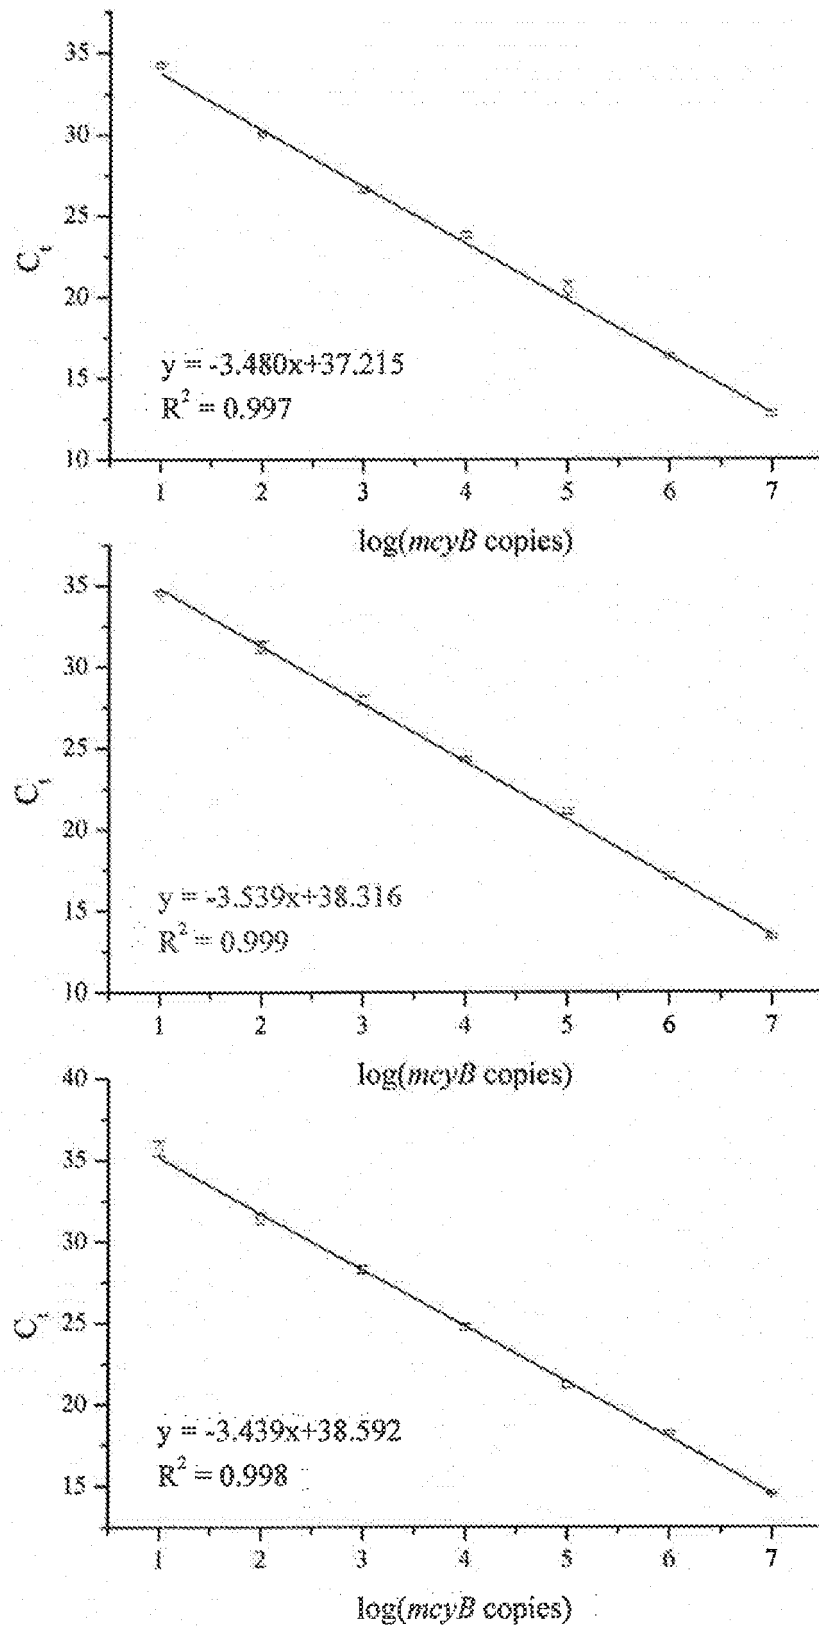 35
30
25
20
15
10
C_t
y = -3.480x+37.215
R² = 0.997
1 2 3 4 5 6 7
log(mcyB copies)
35
30
25
20
15
10
C_t
y = -3.539x+38.316
R² = 0.999
1 2 3 4 5 6 7
log(mcyB copies)
40
35
30
25
20
15
C_t
y = -3.439x+38.592
R² = 0.998
1 2 3 4 5 6 7
log(mcyB copies)